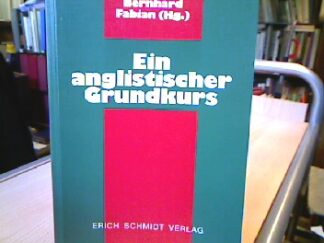 Bernhard
Fabian (Hg.)
Ein
anglistischer
Grundkurs
ERICH SCHMIDT VERLAG